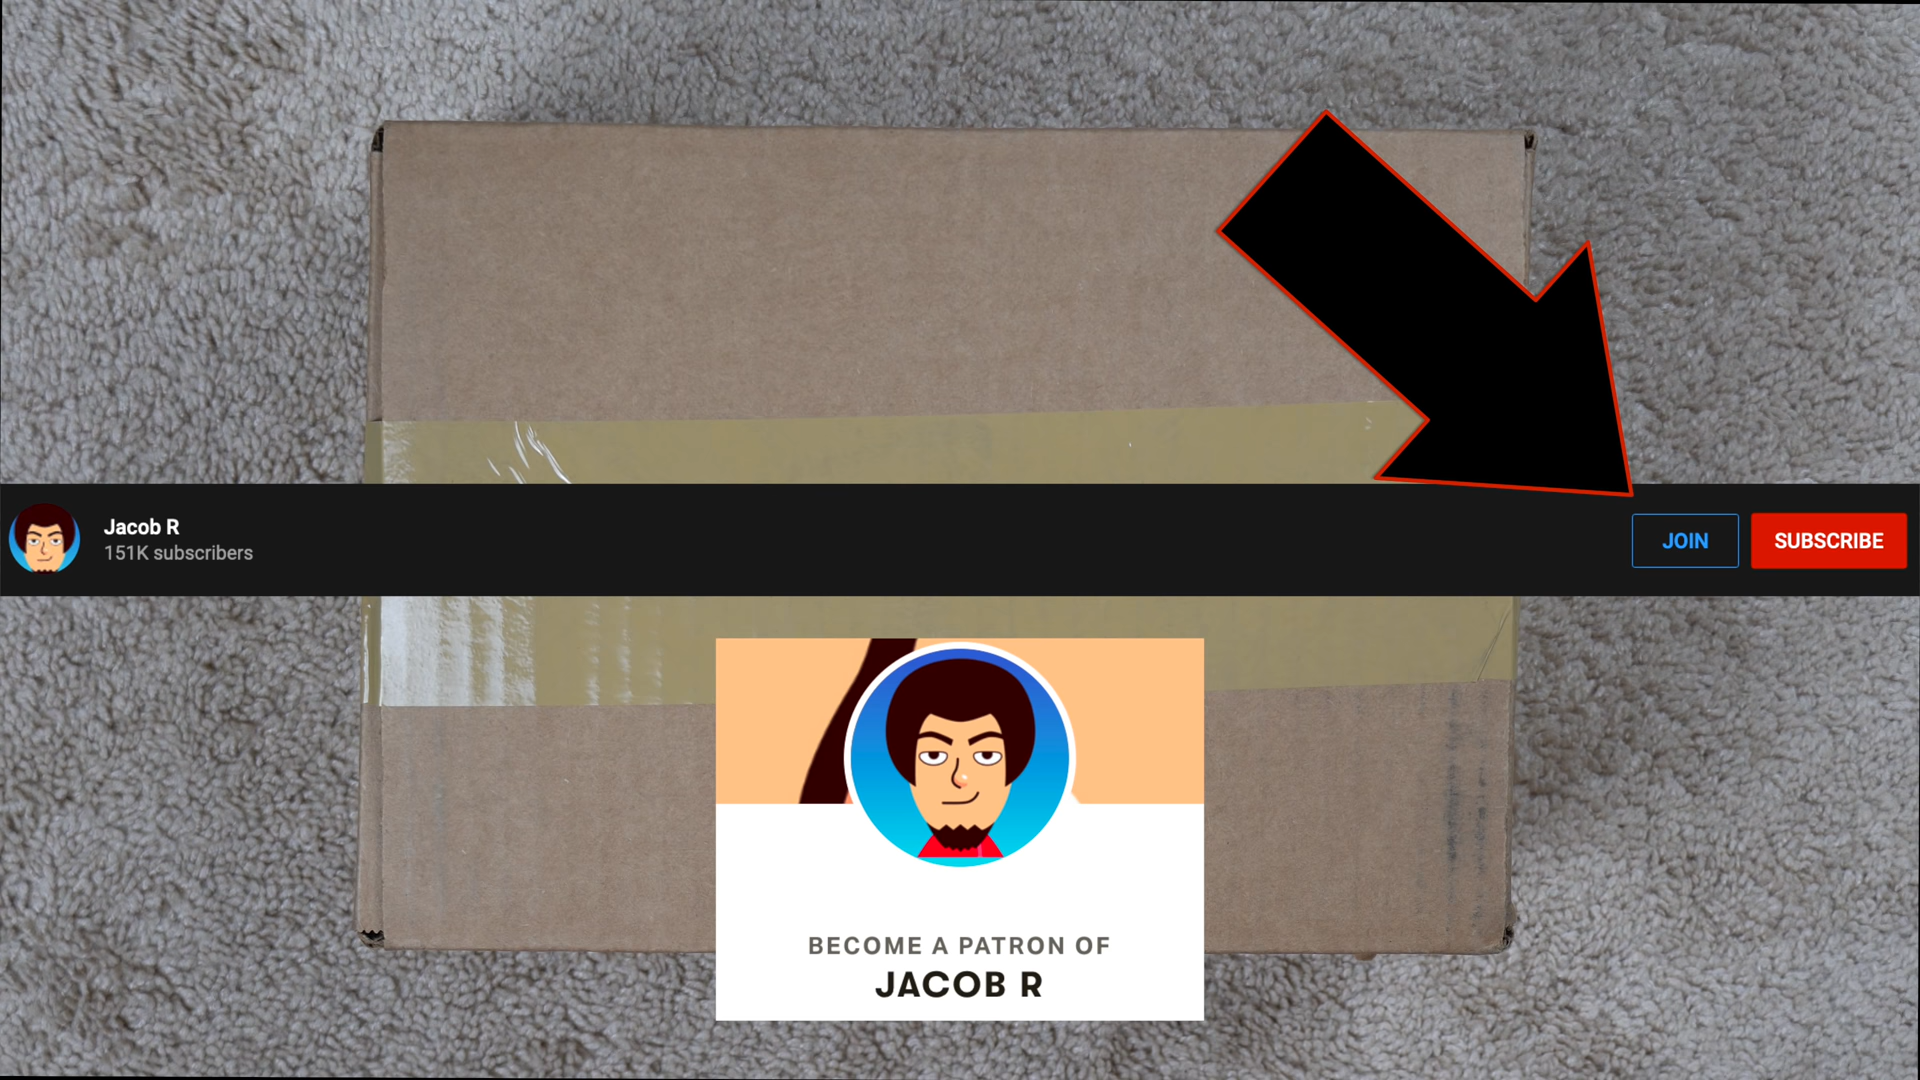 Jacob R
151K subscribers
JOIN
SUBSCRIBE
BECOME A PATRON OF
JACOB R